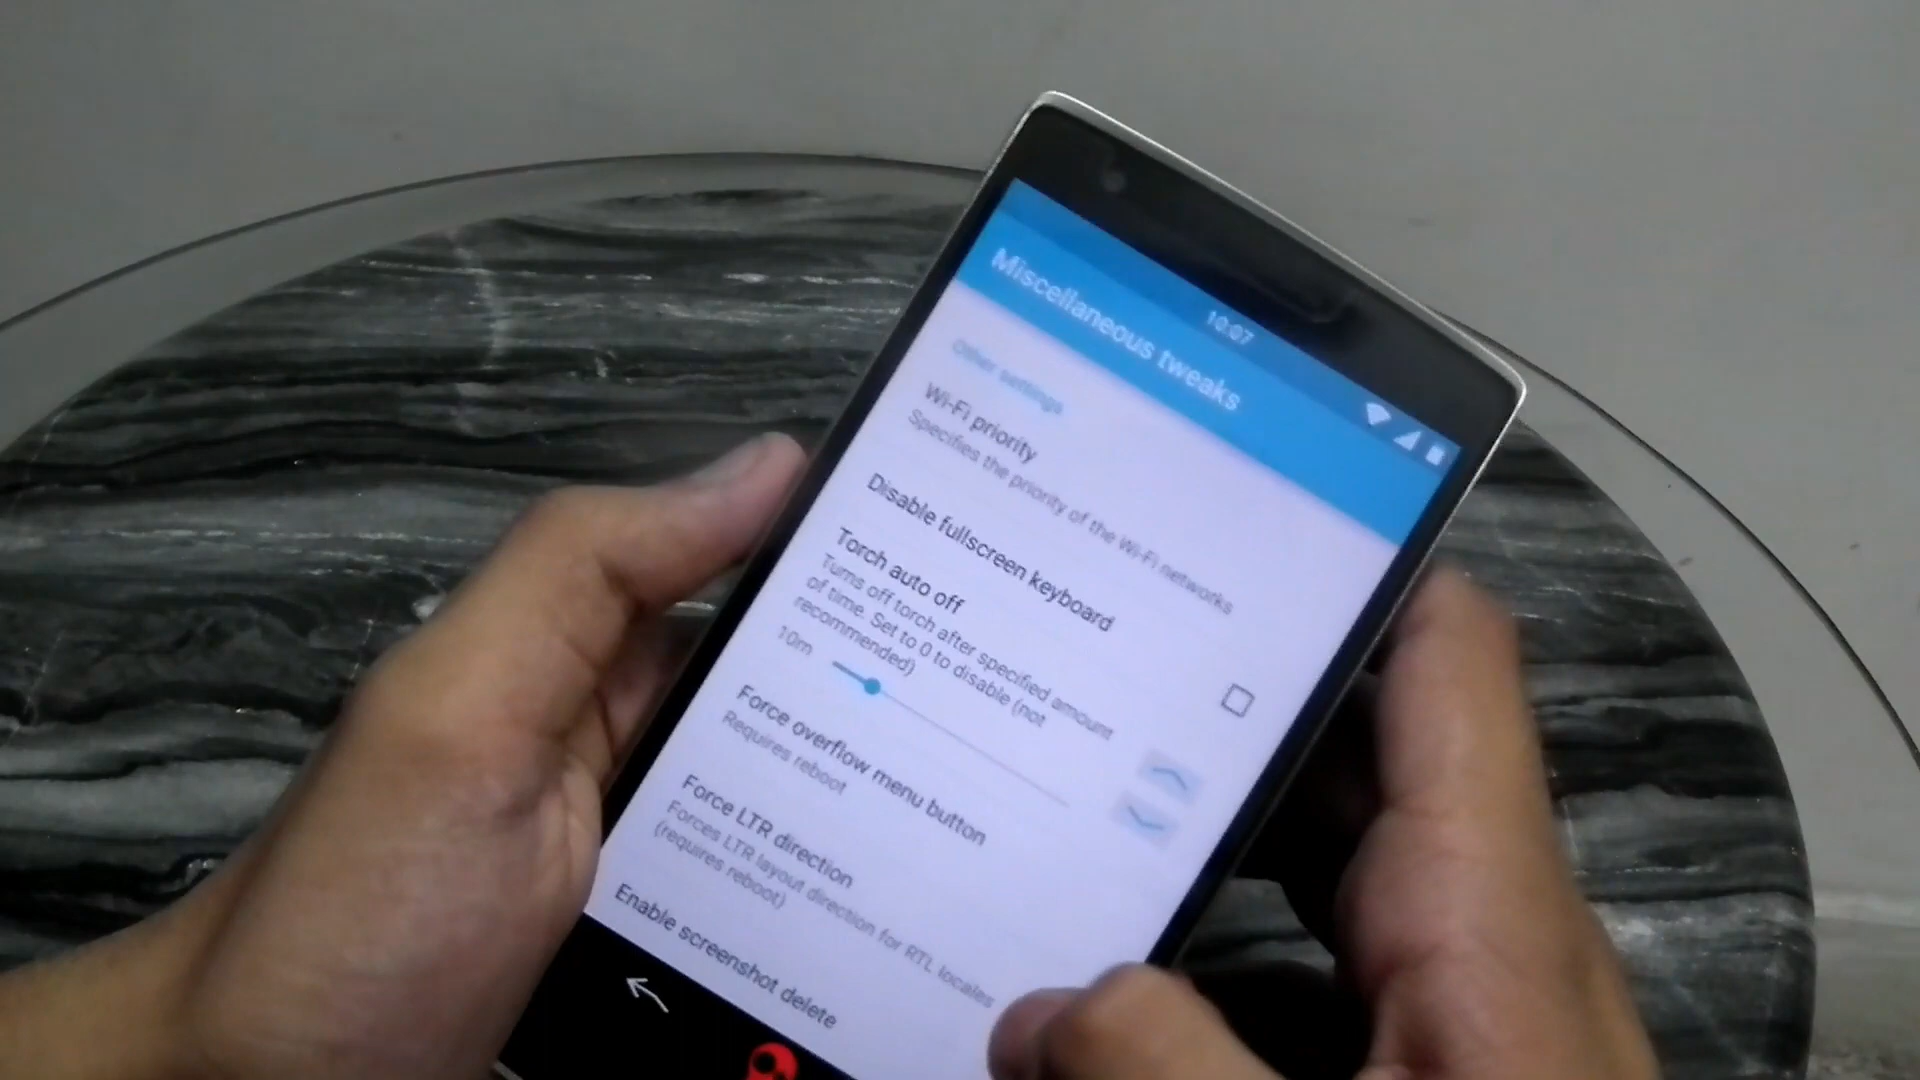 10:07
Miscellaneous tweaks
Other settings
Wi-Fi priority
Specifies the priority of the Wi-Fi networks
Disable fullscreen keyboard
Torch auto off
Turns off torch after specified amount
of time. Set to 0 to disable (not
recommended)
10m
Force overflow menu button
Requires reboot
Force LTR direction
Forces LTR layout direction for RTL locales
(requires reboot)
Enable screenshot delete